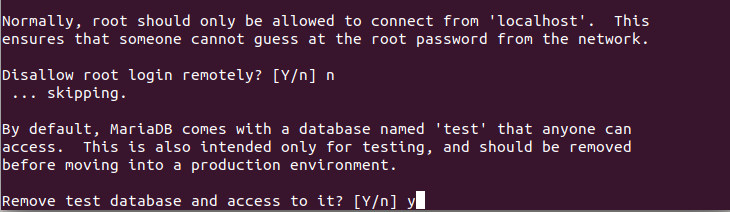 Normally, root should only be allowed to connect from 'localhost'.  This
ensures that someone cannot guess at the root password from the network.
Disallow root login remotely? [Y/n] n
 ... skipping.
By default, MariaDB comes with a database named 'test' that anyone can
access.  This is also intended only for testing, and should be removed
before moving into a production environment.
Remove test database and access to it? [Y/n] y